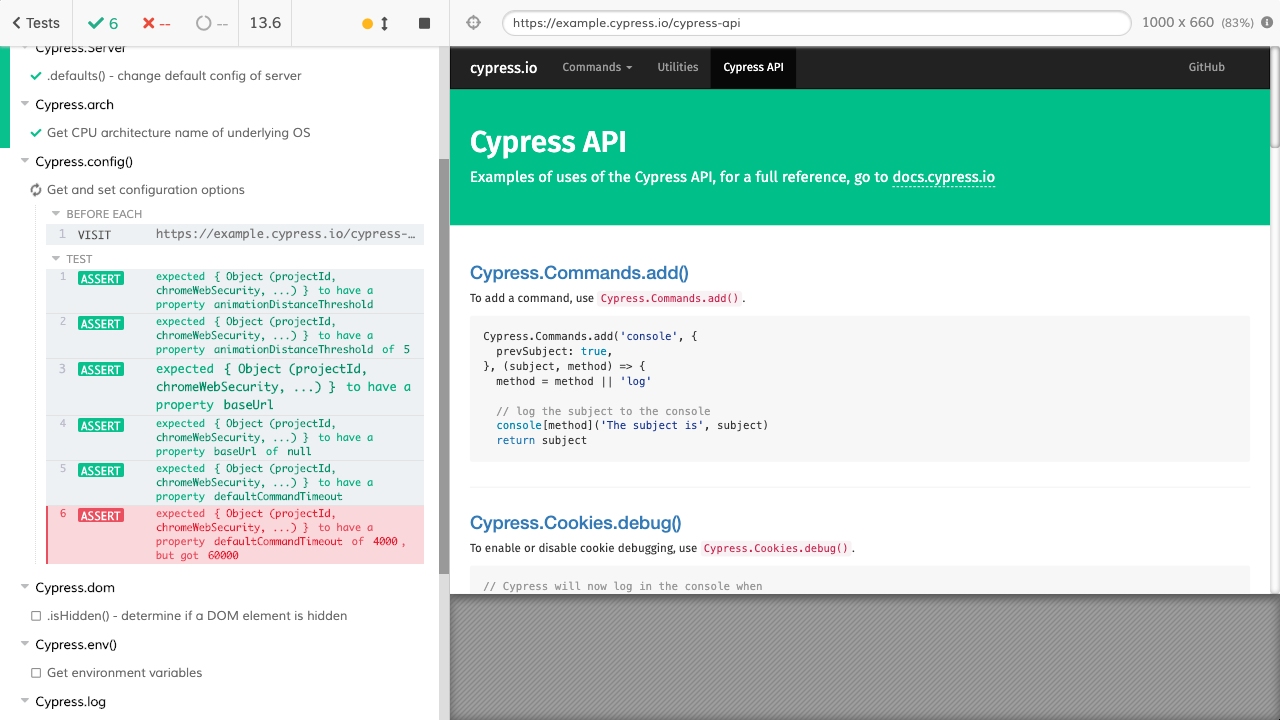 Tests
6
--
--
13.6
https://example.cypress.io/cypress-api
1000 x 660 (83%)
Cypress.Server
.defaults() - change default config of server
Cypress.arch
Get CPU architecture name of underlying OS
Cypress.config()
Get and set configuration options
BEFORE EACH
1 VISIT https://example.cypress.io/cypress-…
TEST
1 ASSERT expected { Object (projectId,
chromeWebSecurity, ...) } to have a
property animationDistanceThreshold
2 ASSERT expected { Object (projectId,
chromeWebSecurity, ...) } to have a
property animationDistanceThreshold of 5
3 ASSERT expected { Object (projectId,
chromeWebSecurity, ...) } to have a
property baseUrl
4 ASSERT expected { Object (projectId,
chromeWebSecurity, ...) } to have a
property baseUrl of null
5 ASSERT expected { Object (projectId,
chromeWebSecurity, ...) } to have a
property defaultCommandTimeout
6 ASSERT expected { Object (projectId,
chromeWebSecurity, ...) } to have a
property defaultCommandTimeout of 4000,
but got 60000
Cypress.dom
.isHidden() - determine if a DOM element is hidden
Cypress.env()
Get environment variables
Cypress.log
cypress.io Commands Utilities Cypress API GitHub
Cypress API
Examples of uses of the Cypress API, for a full reference, go to docs.cypress.io
Cypress.Commands.add()
To add a command, use Cypress.Commands.add().
Cypress.Commands.add('console', {
prevSubject: true,
}, (subject, method) => {
method = method || 'log'
// log the subject to the console
console[method]('The subject is', subject)
return subject
Cypress.Cookies.debug()
To enable or disable cookie debugging, use Cypress.Cookies.debug().
// Cypress will now log in the console when